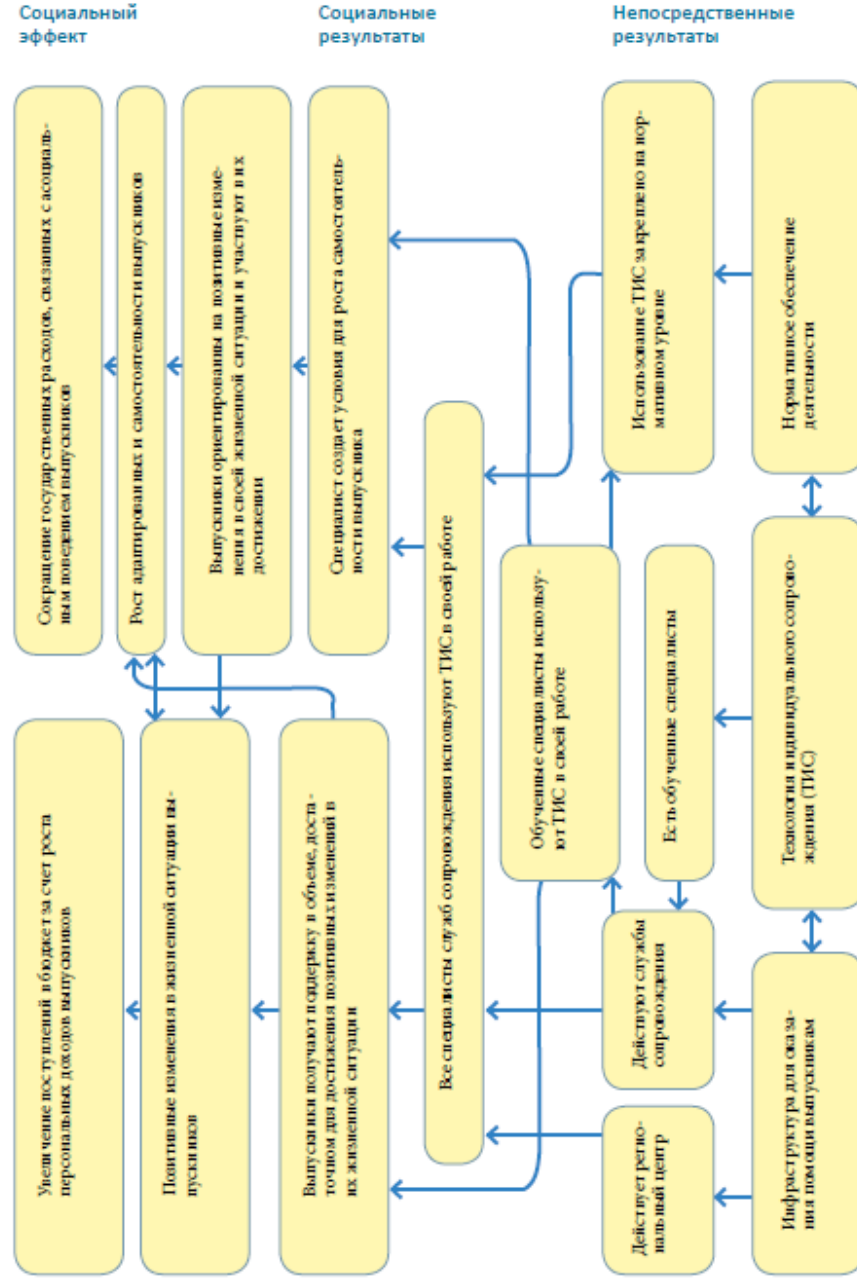 Социальный
эффект
Социальные
результаты
Непосредственные
результаты
Увеличение поступлений в бюджет за счет роста
персональных доходов выпускников
Сокращение государственных расходов, связанных с асоциаль-
ным поведением выпускников
Рост адаптированных и самостоятельности выпускников
Позитивные изменения в жизненной ситуации вы-
пускников
Выпускники ориентированы на позитивные изме-
нения в своей жизненной ситуации и участвуют в их
достижении
Выпускники получают поддержку в объеме, доста-
точном для достижения позитивных изменений в
их жизненной ситуации
Специалист создает условия для роста самостоятель-
ности выпускника
Все специалисты служб сопровождения используют ТИС в своей работе
Обученные специалисты использу-
ют ТИС в своей работе
Действует регио-
нальный центр
Действуют службы
сопровождения
Есть обученные специалисты
Использование ТИС закреплено на нор-
мативном уровне
Инфраструктура для оказа-
ния помощи выпускникам
Технология индивидуального сопрово-
ждения (ТИС)
Нормативное обеспечение
деятельности